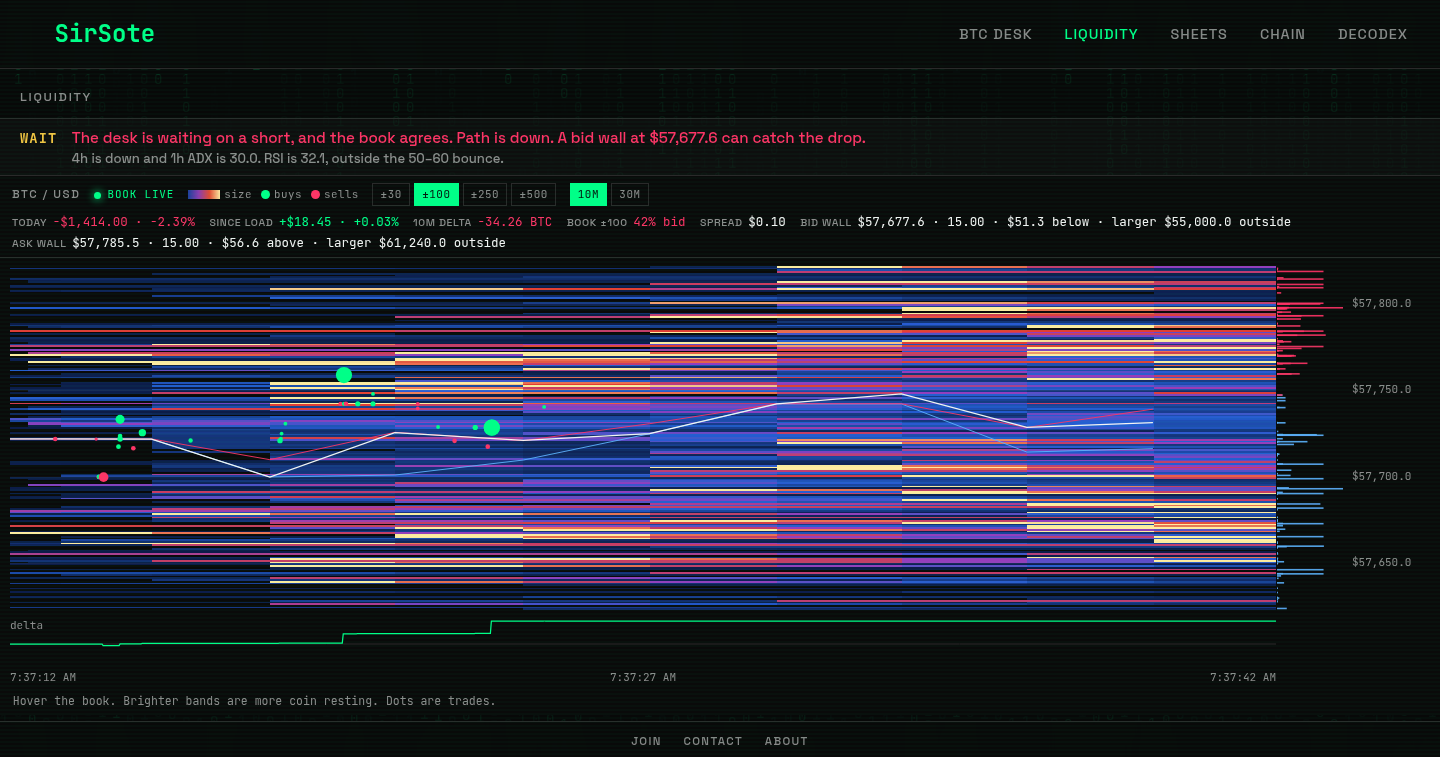 SirSote
BTC DESK LIQUIDITY SHEETS CHAIN DECODEX
LIQUIDITY
WAIT The desk is waiting on a short, and the book agrees. Path is down. A bid wall at $57,677.6 can catch the drop.
4h is down and 1h ADX is 30.0. RSI is 32.1, outside the 50–60 bounce.
BTC / USD BOOK LIVE size buys sells ±30 ±100 ±250 ±500 10M 30M
TODAY -$1,414.00 · -2.39% SINCE LOAD +$18.45 · +0.03% 10M DELTA -34.26 BTC BOOK ±100 42% bid SPREAD $0.10 BID WALL $57,677.6 · 15.00 · $51.3 below · larger $55,000.0 outside
ASK WALL $57,785.5 · 15.00 · $56.6 above · larger $61,240.0 outside
$57,800.0
$57,750.0
$57,700.0
$57,650.0
delta
7:37:12 AM 7:37:27 AM 7:37:42 AM
Hover the book. Brighter bands are more coin resting. Dots are trades.
JOIN CONTACT ABOUT